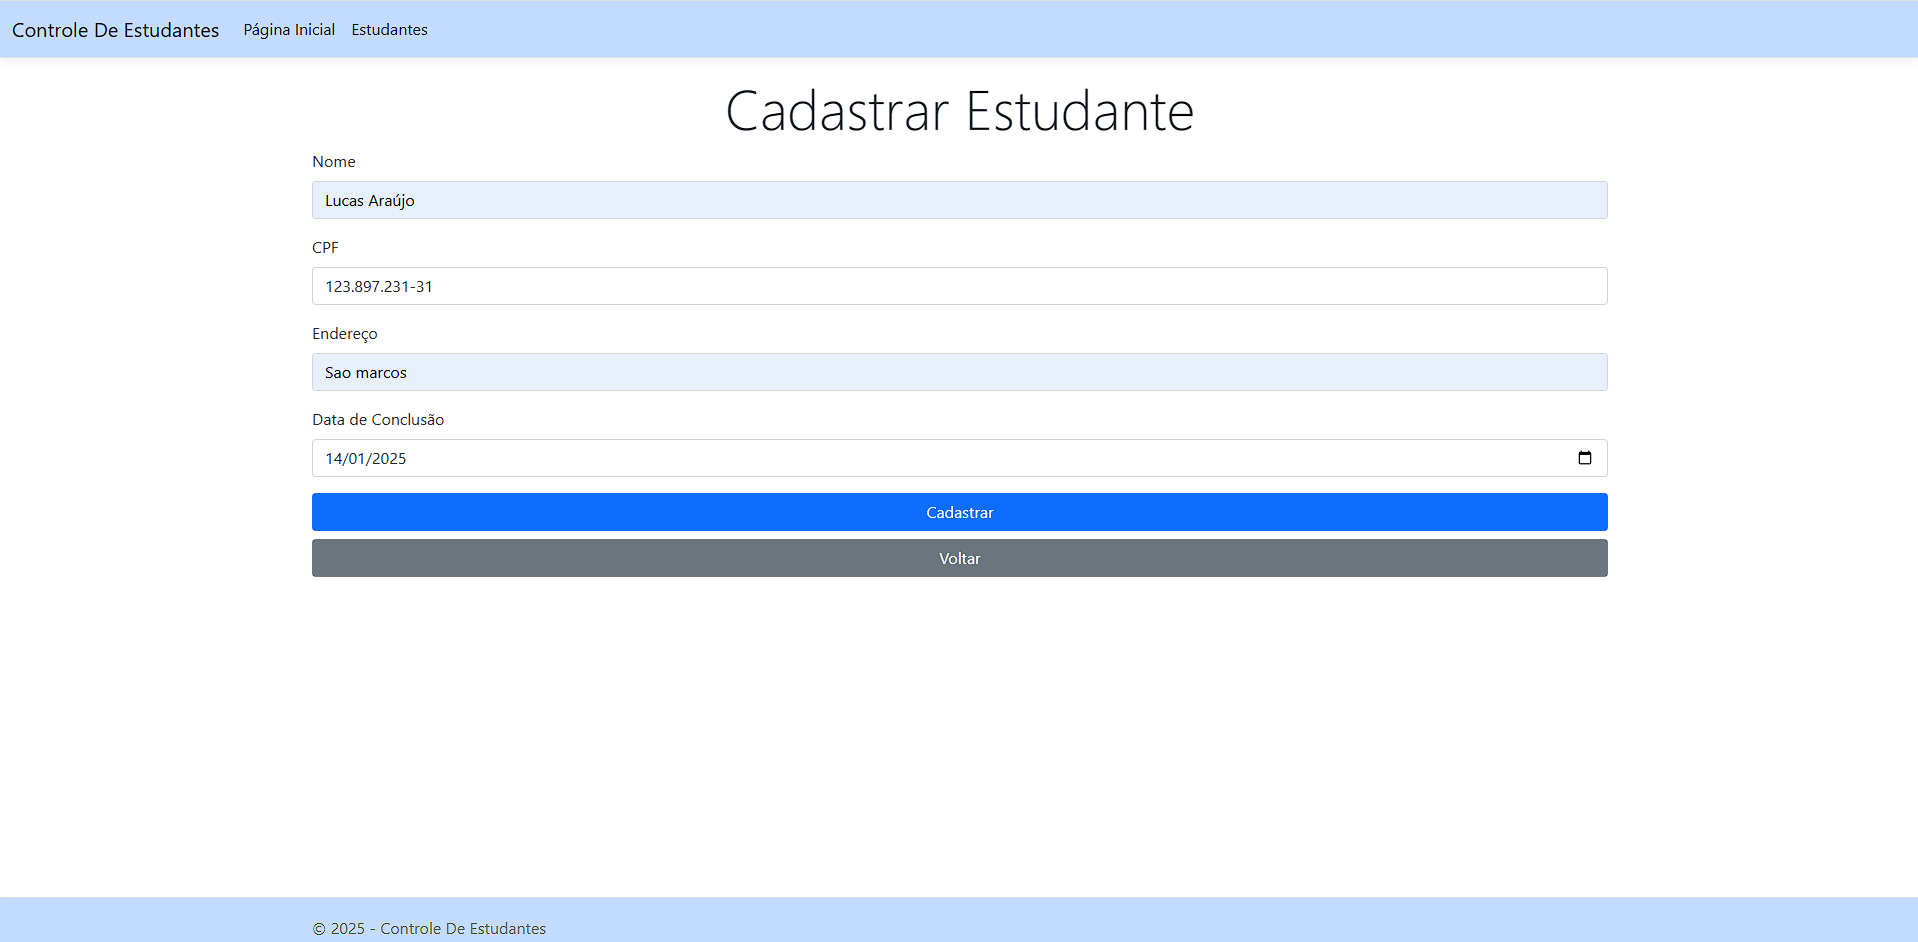 Controle De Estudantes Página Inicial Estudantes
Cadastrar Estudante
Nome
Lucas Araújo
CPF
123.897.231-31
Endereço
Sao marcos
Data de Conclusão
14/01/2025
Cadastrar
Voltar
© 2025 - Controle De Estudantes